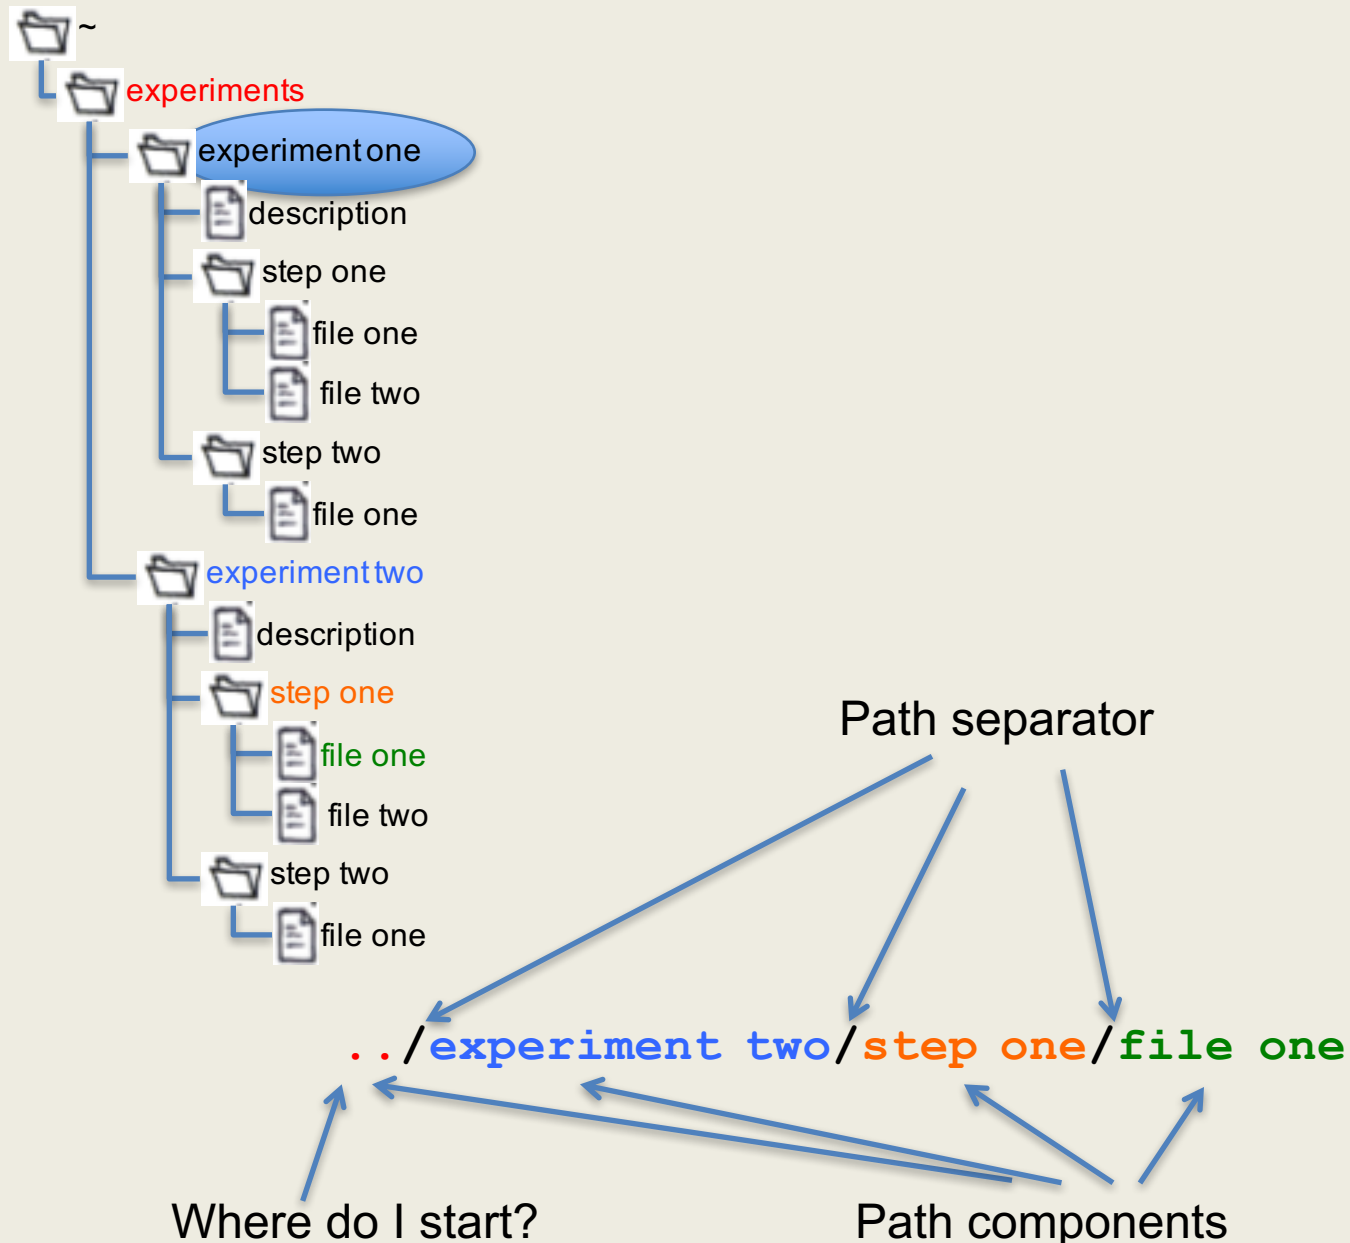 ~
experiments
experiment one
description
step one
file one
file two
step two
file one
experiment two
description
step one
file one
file two
step two
file one
Path separator
../experiment two/step one/file one
Where do I start?
Path components